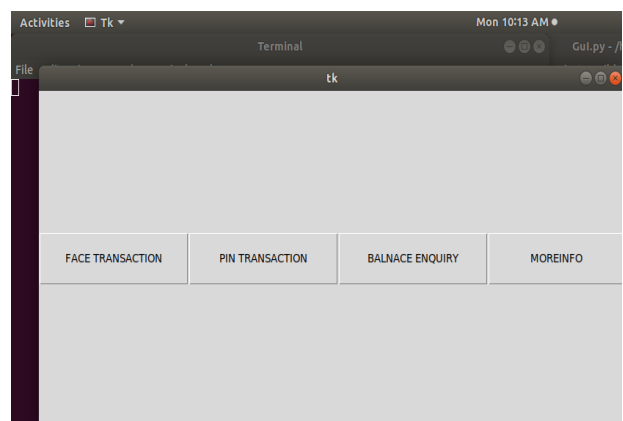 Activities Tk Mon 10:13 AM
Terminal Gui.py - /
File
tk
FACE TRANSACTION PIN TRANSACTION BALNACE ENQUIRY MOREINFO